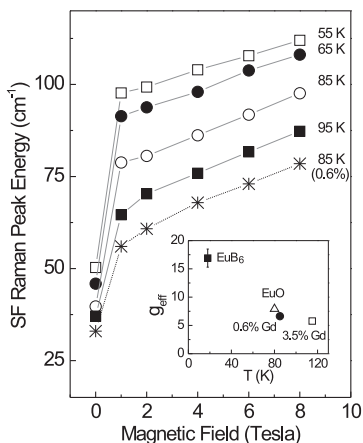 SF Raman Peak Energy (cm⁻¹)
100
75
50
25
55 K
65 K
85 K
95 K
85 K
(0.6%)
g_eff
20
15
10
5
0
EuB₆
EuO
0.6% Gd
3.5% Gd
0 40 80 120
T (K)
0 2 4 6 8
Magnetic Field (Tesla)